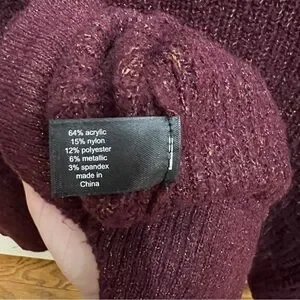 64% acrylic
15% nylon
12% polyester
6% metallic
3% spandex
made in
China